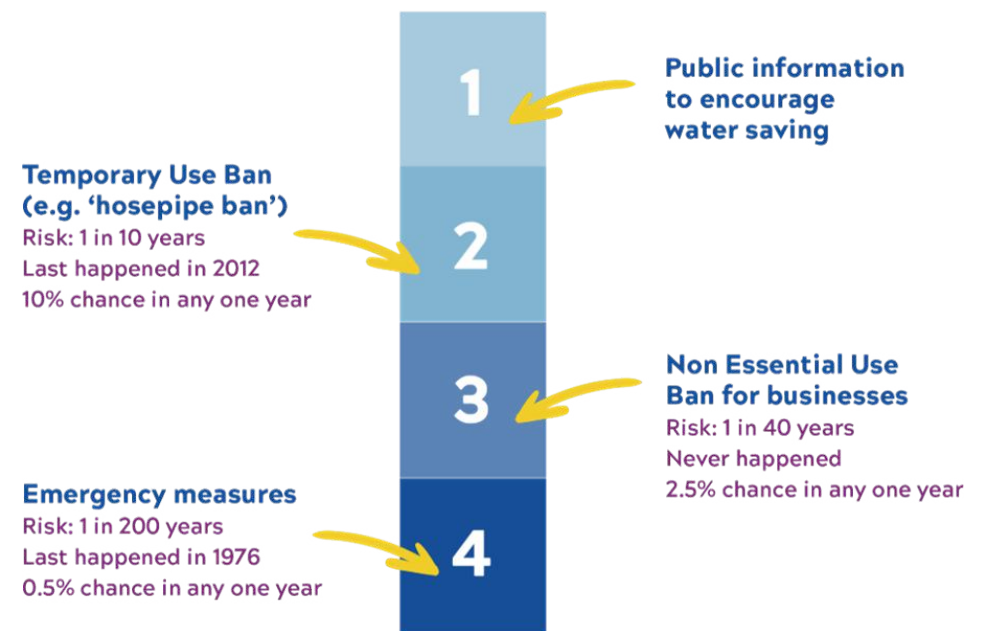 1
Public information
to encourage
water saving
Temporary Use Ban
(e.g. ‘hosepipe ban’)
Risk: 1 in 10 years
Last happened in 2012
10% chance in any one year
2
3
Non Essential Use
Ban for businesses
Risk: 1 in 40 years
Never happened
2.5% chance in any one year
Emergency measures
Risk: 1 in 200 years
Last happened in 1976
0.5% chance in any one year
4